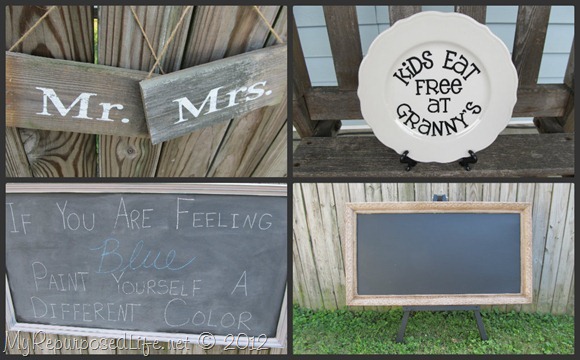 Mr. Mrs.
KiDS EAT
FREE
AT
GRANNY'S
IF YOU ARE FEELING
Blue
PAINT YOURSELF A
DIFFERENT COLOR
MyRepurposedLife.net © 2012